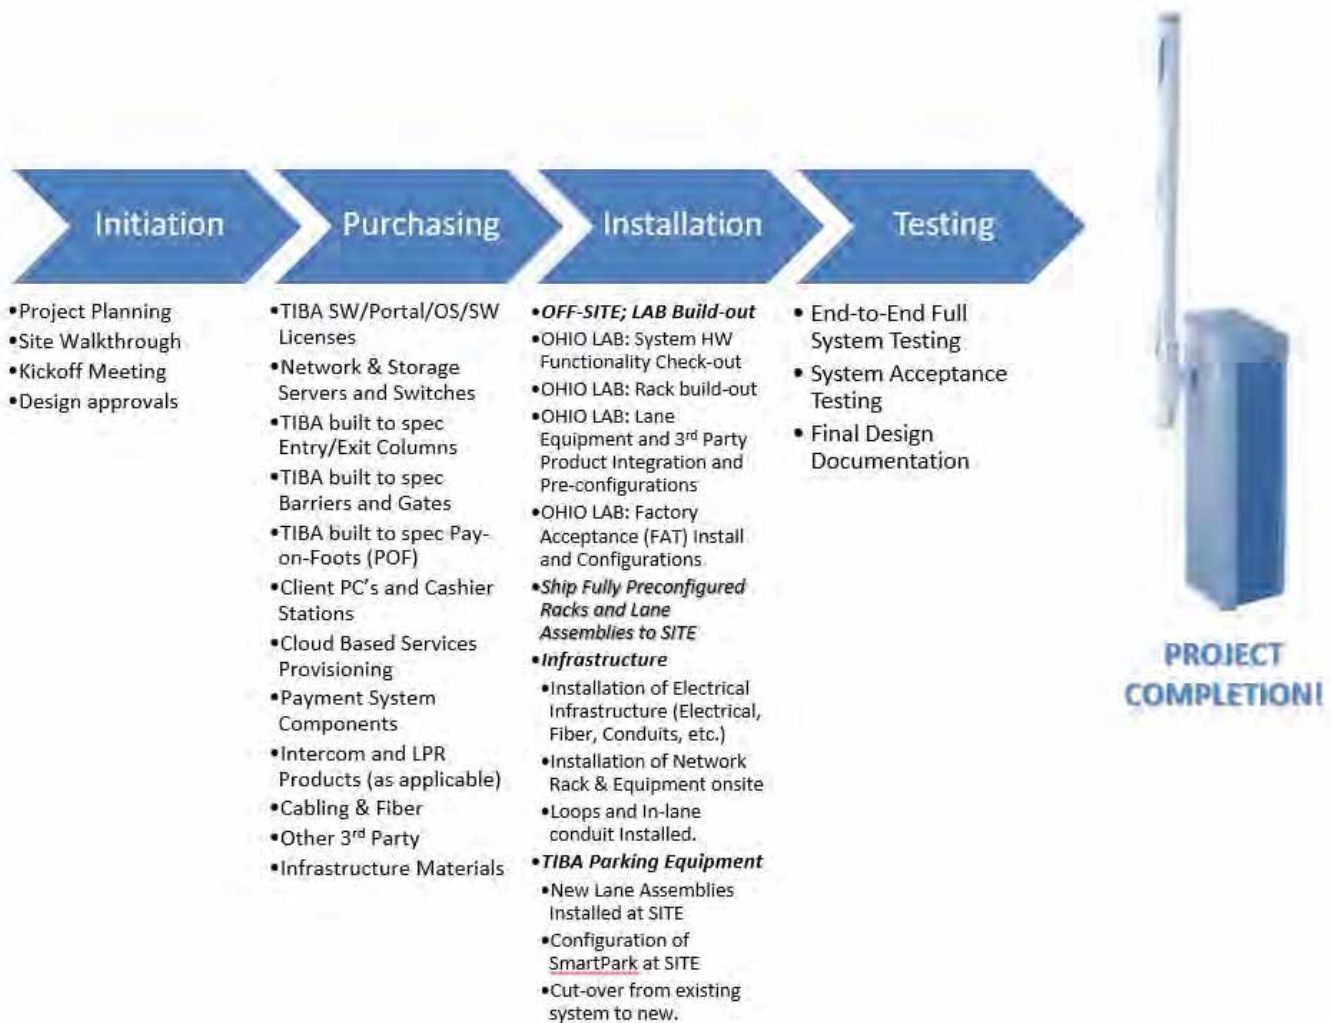 Initiation
•Project Planning
•Site Walkthrough
•Kickoff Meeting
•Design approvals
Purchasing
•TIBA SW/Portal/OS/SW
Licenses
•Network & Storage
Servers and Switches
•TIBA built to spec
Entry/Exit Columns
•TIBA built to spec
Barriers and Gates
•TIBA built to spec Pay-
on-Foots (POF)
•Client PC's and Cashier
Stations
•Cloud Based Services
Provisioning
•Payment System
Components
•Intercom and LPR
Products (as applicable)
•Cabling & Fiber
•Other 3rd Party
•Infrastructure Materials
Installation
•OFF-SITE; LAB Build-out
•OHIO LAB: System HW
Functionality Check-out
•OHIO LAB: Rack build-out
•OHIO LAB: Lane
Equipment and 3rd Party
Product Integration and
Pre-configurations
•OHIO LAB: Factory
Acceptance (FAT) Install
and Configurations
•Ship Fully Preconfigured
Racks and Lane
Assemblies to SITE
•Infrastructure
•Installation of Electrical
Infrastructure (Electrical,
Fiber, Conduits, etc.)
•Installation of Network
Rack & Equipment onsite
•Loops and In-lane
conduit Installed.
•TIBA Parking Equipment
•New Lane Assemblies
Installed at SITE
•Configuration of
SmartPark at SITE
•Cut-over from existing
system to new.
Testing
• End-to-End Full
System Testing
• System Acceptance
Testing
• Final Design
Documentation
PROJECT
COMPLETION!